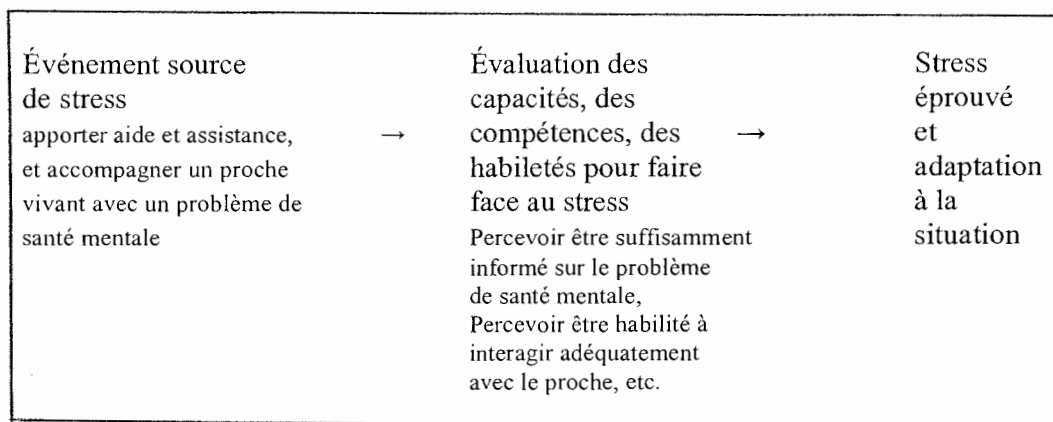 Événement source
de stress
apporter aide et assistance,
et accompagner un proche
vivant avec un problème de
santé mentale
→
Évaluation des
capacités, des
compétences, des
habiletés pour faire
face au stress
Percevoir être suffisamment
informé sur le problème
de santé mentale,
Percevoir être habilité à
interagir adéquatement
avec le proche, etc.
→
Stress
éprouvé
et
adaptation
à la
situation